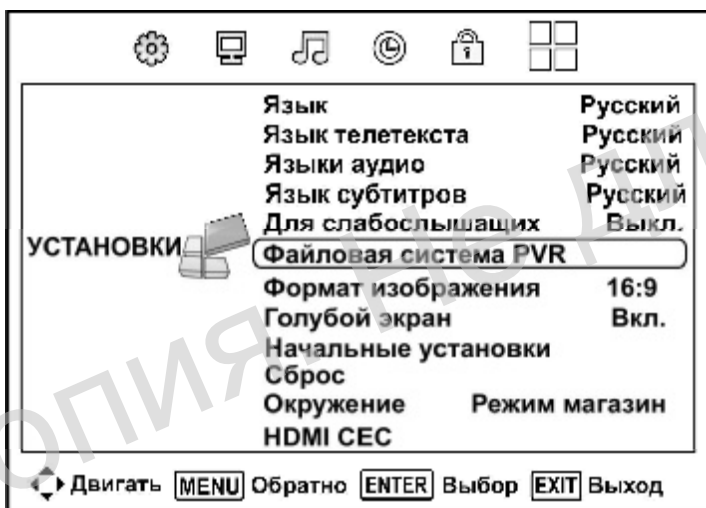 Язык Русский
Язык телетекста Русский
Языки аудио Русский
Язык субтитров Русский
Для слабослышащих Выкл.
УСТАНОВКИ
Файловая система PVR
Формат изображения 16:9
Голубой экран Вкл.
Начальные установки
Сброс
Окружение Режим магазин
HDMI CEC
Двигать MENU Обратно ENTER Выбор EXIT Выход